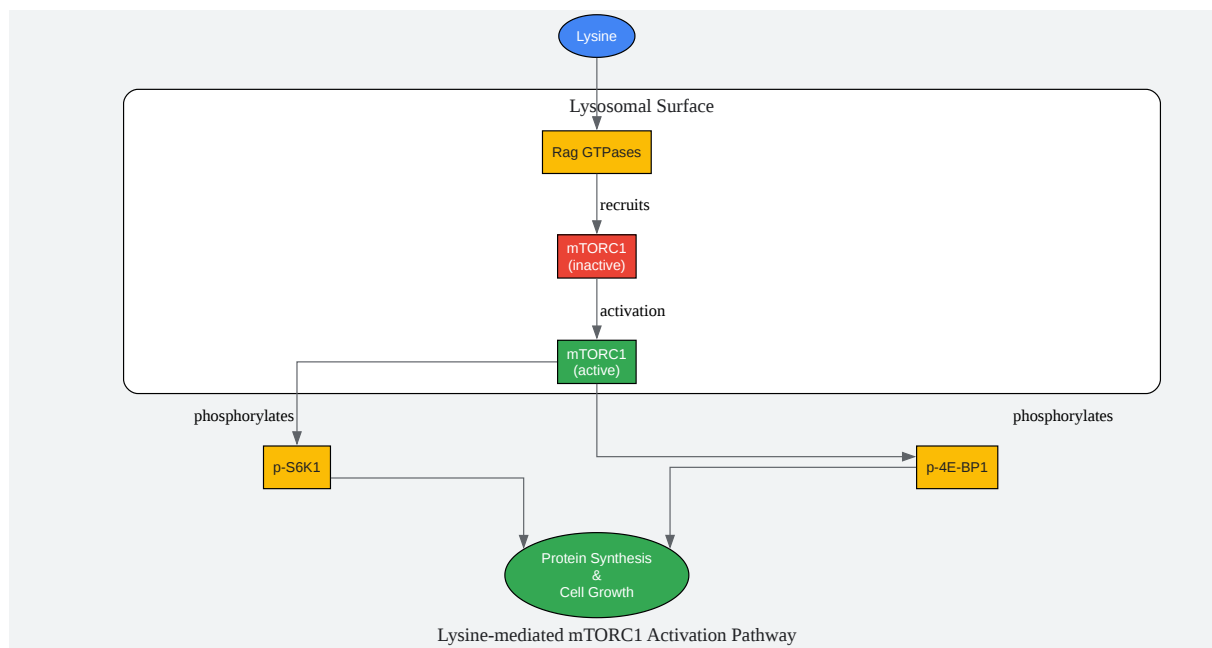 Lysine
Lysosomal Surface
Rag GTPases
recruits
mTORC1
(inactive)
activation
mTORC1
(active)
phosphorylates
phosphorylates
p-S6K1
p-4E-BP1
Protein Synthesis
&
Cell Growth
Lysine-mediated mTORC1 Activation Pathway